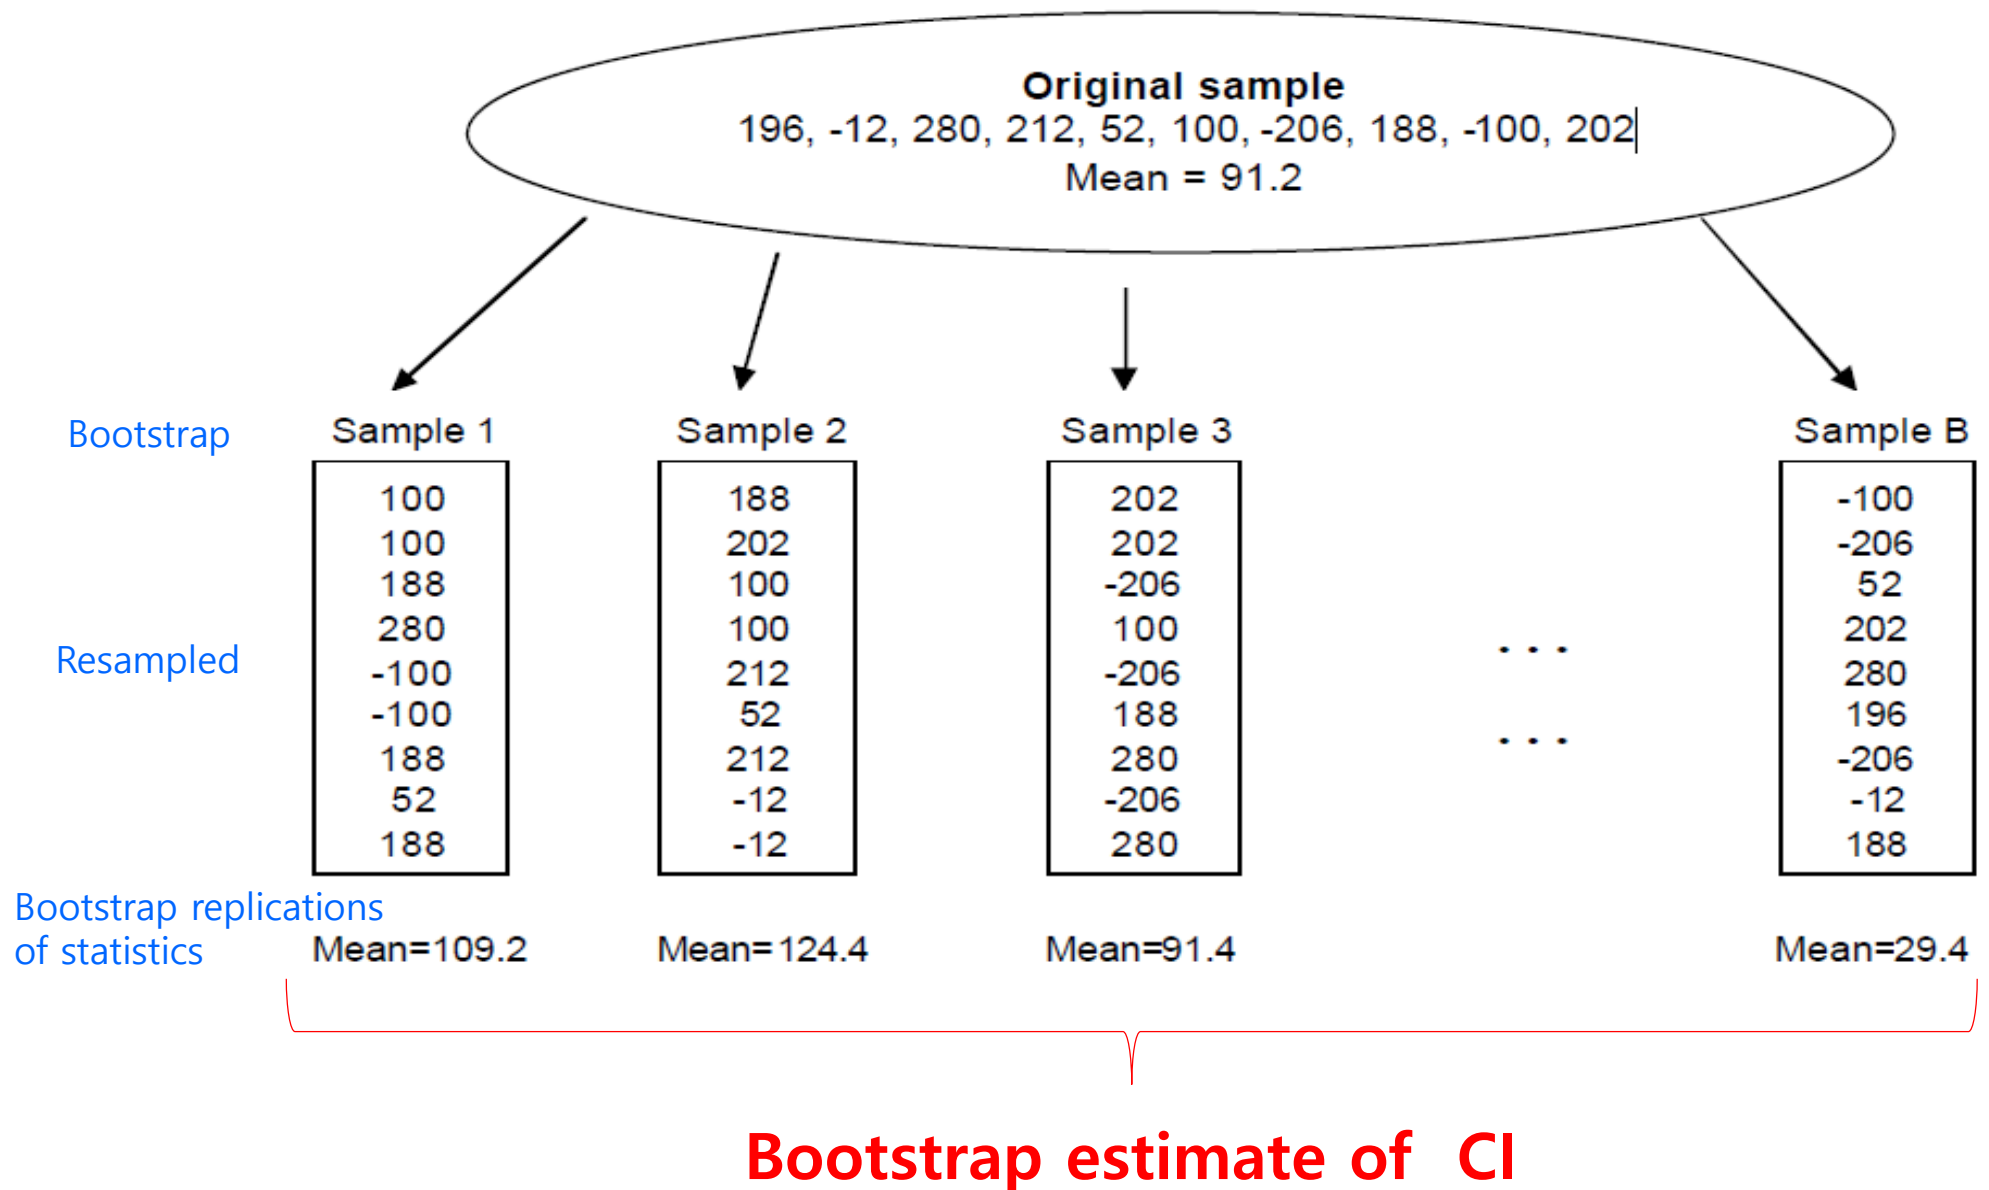 Original sample
196, -12, 280, 212, 52, 100, -206, 188, -100, 202
Mean = 91.2
Bootstrap
Sample 1
Sample 2
Sample 3
Sample B
Resampled
100
100
188
280
-100
-100
188
52
188
188
202
100
100
212
52
212
-12
-12
202
202
-206
100
-206
188
280
-206
280
. . .
. . .
-100
-206
52
202
280
196
-206
-12
188
Bootstrap replications
of statistics
Mean=109.2
Mean=124.4
Mean=91.4
Mean=29.4
Bootstrap estimate of CI